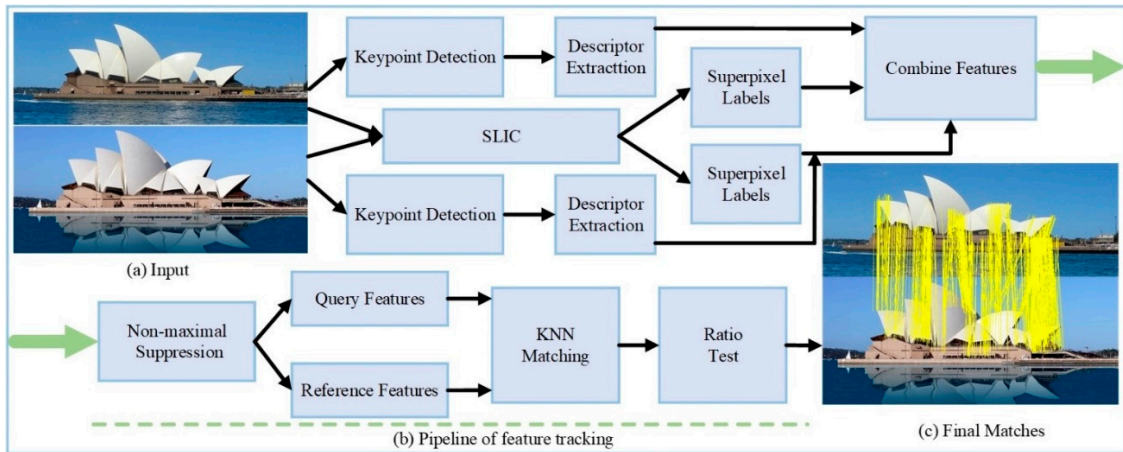 Keypoint Detection
Descriptor
Extracttion
Superpixel
Labels
Combine Features
SLIC
Superpixel
Labels
Keypoint Detection
Descriptor
Extraction
(a) Input
Non-maximal
Suppression
Query Features
Reference Features
KNN
Matching
Ratio
Test
(b) Pipeline of feature tracking
(c) Final Matches